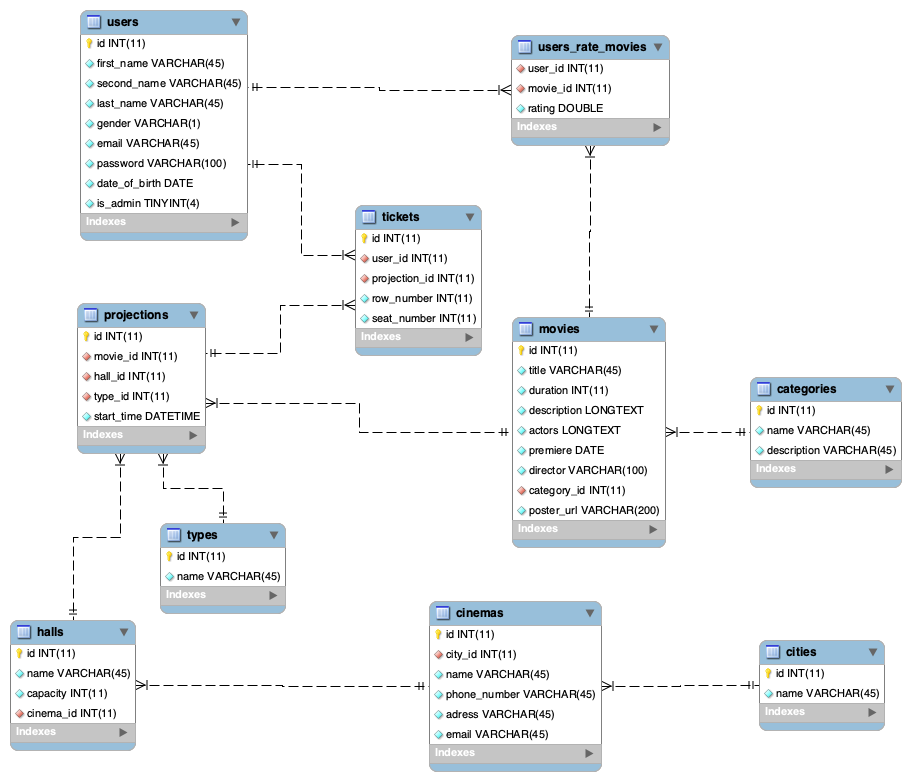 users
id INT(11)
first_name VARCHAR(45)
second_name VARCHAR(45)
last_name VARCHAR(45)
gender VARCHAR(1)
email VARCHAR(45)
password VARCHAR(100)
date_of_birth DATE
is_admin TINYINT(4)
Indexes
users_rate_movies
user_id INT(11)
movie_id INT(11)
rating DOUBLE
Indexes
tickets
id INT(11)
user_id INT(11)
projection_id INT(11)
row_number INT(11)
seat_number INT(11)
Indexes
projections
id INT(11)
movie_id INT(11)
hall_id INT(11)
type_id INT(11)
start_time DATETIME
Indexes
movies
id INT(11)
title VARCHAR(45)
duration INT(11)
description LONGTEXT
actors LONGTEXT
premiere DATE
director VARCHAR(100)
category_id INT(11)
poster_url VARCHAR(200)
Indexes
categories
id INT(11)
name VARCHAR(45)
description VARCHAR(45)
Indexes
types
id INT(11)
name VARCHAR(45)
Indexes
halls
id INT(11)
name VARCHAR(45)
capacity INT(11)
cinema_id INT(11)
Indexes
cinemas
id INT(11)
city_id INT(11)
name VARCHAR(45)
phone_number VARCHAR(45)
adress VARCHAR(45)
email VARCHAR(45)
Indexes
cities
id INT(11)
name VARCHAR(45)
Indexes